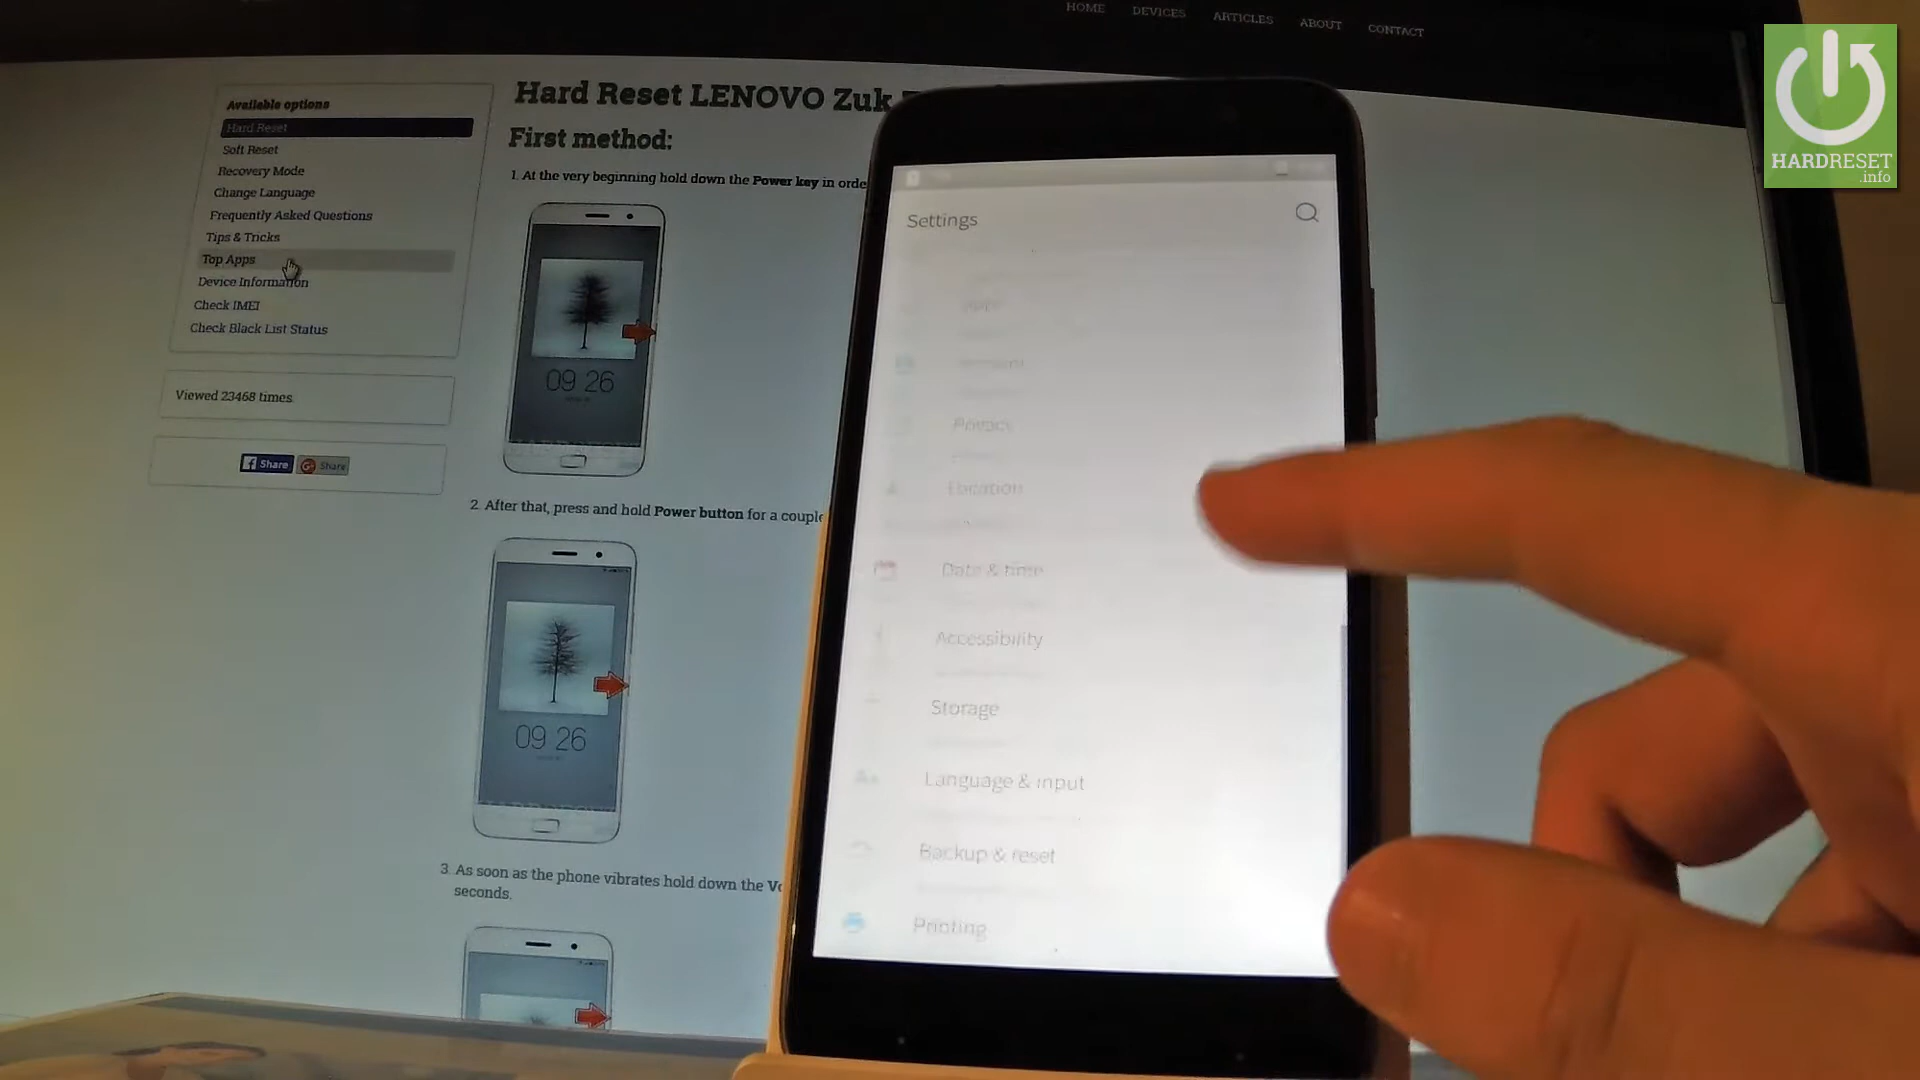 HOME DEVICES ARTICLES ABOUT CONTACT
HARDRESET
.info
Available options
Hard Reset
Soft Reset
Recovery Mode
Change Language
Frequently Asked Questions
Tips & Tricks
Top Apps
Device Information
Check IMEI
Check Black List Status
Viewed 23468 times.
Share Share
Hard Reset LENOVO Zuk
First method:
1. At the very beginning hold down the Power key in
09 26
2. After that, press and hold Power button for a
09 26
3. As soon as the phone vibrates hold down the
seconds.
Settings
Privacy
Location
Date & time
Accessibility
Storage
Language & input
Backup & reset
Printing